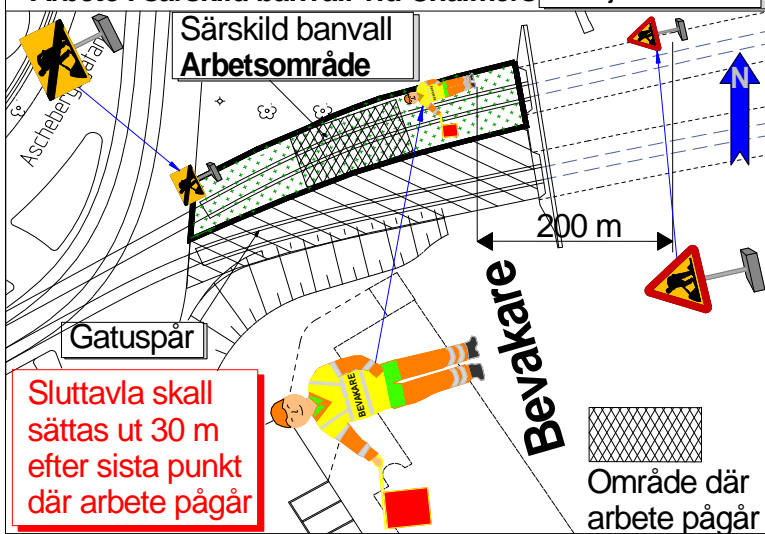 Särskild banvall
Arbetsområde
N
200 m
Bevakare
Gatuspår
BEVAKARE
Sluttavla skall
sättas ut 30 m
efter sista punkt
där arbete pågår
Område där
arbete pågår